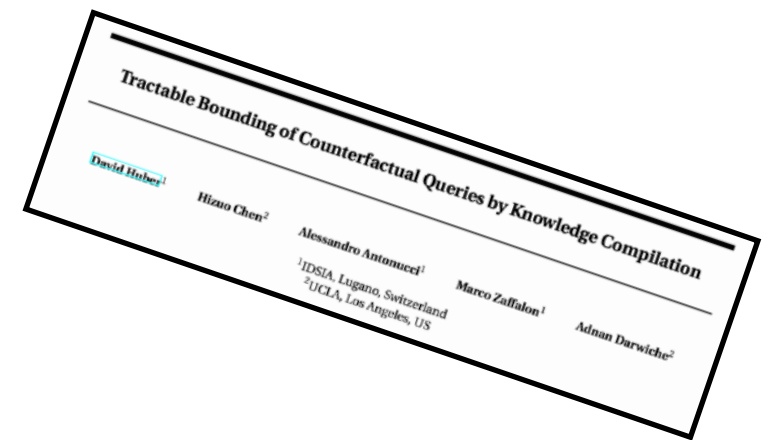 Tractable Bounding of Counterfactual Queries by Knowledge Compilation
David Huber¹ Hizuo Chen² Alessandro Antonucci¹ Marco Zaffalon¹ Adnan Darwiche²
¹IDSIA, Lugano, Switzerland
²UCLA, Los Angeles, US